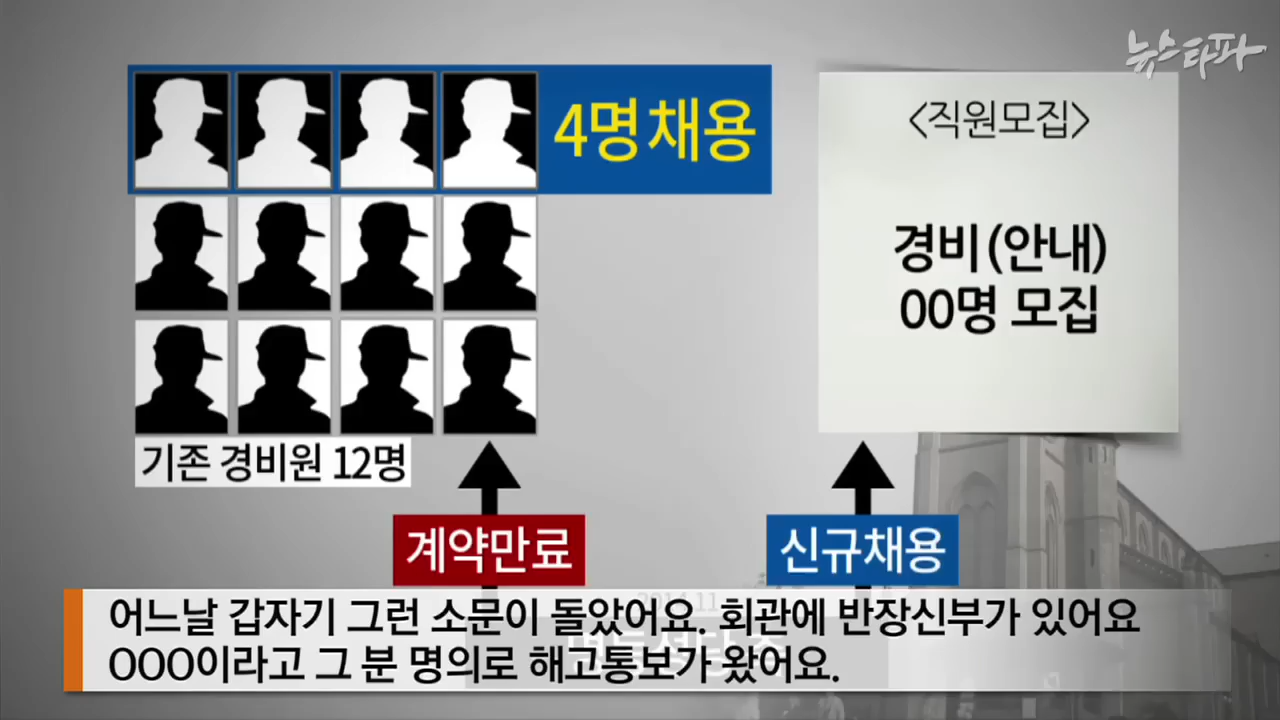 뉴스타파
4명 채용
<직원모집>
경비(안내)
00명 모집
기존 경비원 12명
계약만료
신규채용
2014.11
어느날 갑자기 그런 소문이 돌았어요. 회관에 반장신부가 있어요
OOO이라고 그 분 명의로 해고통보가 왔어요.